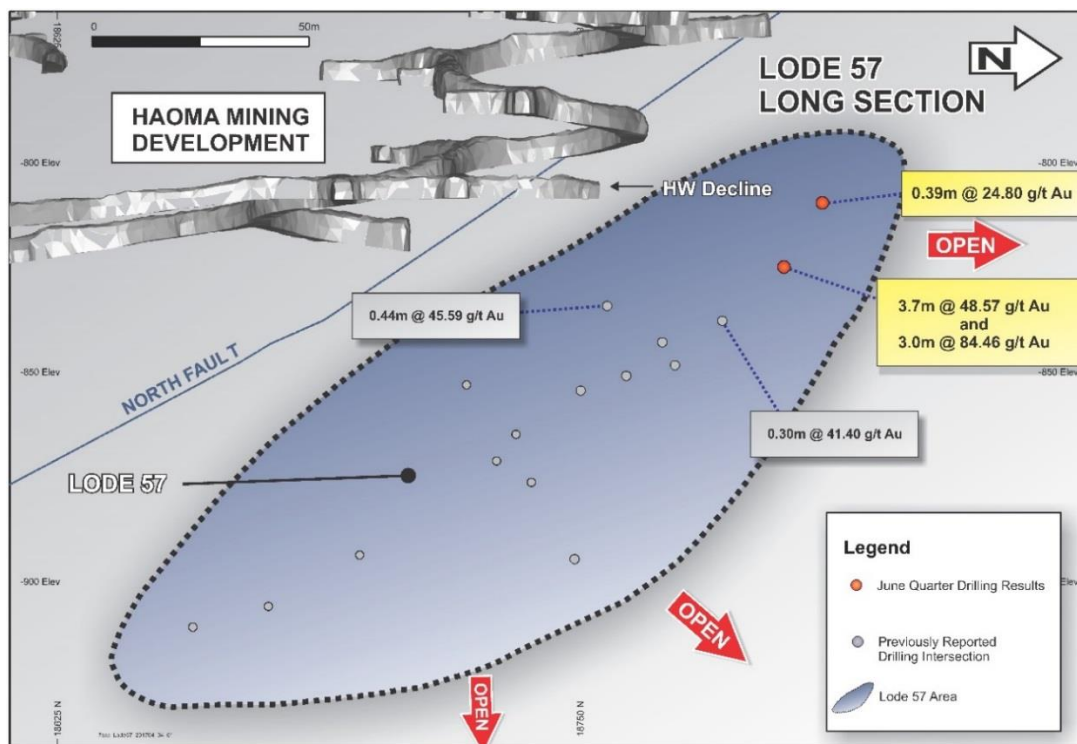 18625
0
50m
LODE 57
LONG SECTION
N
HAOMA MINING
DEVELOPMENT
-800 Elev
-800 Elev
HW Decline
0.39m @ 24.80 g/t Au
OPEN
0.44m @ 45.59 g/t Au
3.7m @ 48.57 g/t Au
and
3.0m @ 84.46 g/t Au
NORTH FAULT
-850 Elev
-850 Elev
0.30m @ 41.40 g/t Au
LODE 57
Legend
June Quarter Drilling Results
Previously Reported
Drilling Intersection
Lode 57 Area
-900 Elev
OPEN
OPEN
18625 N
18750 N